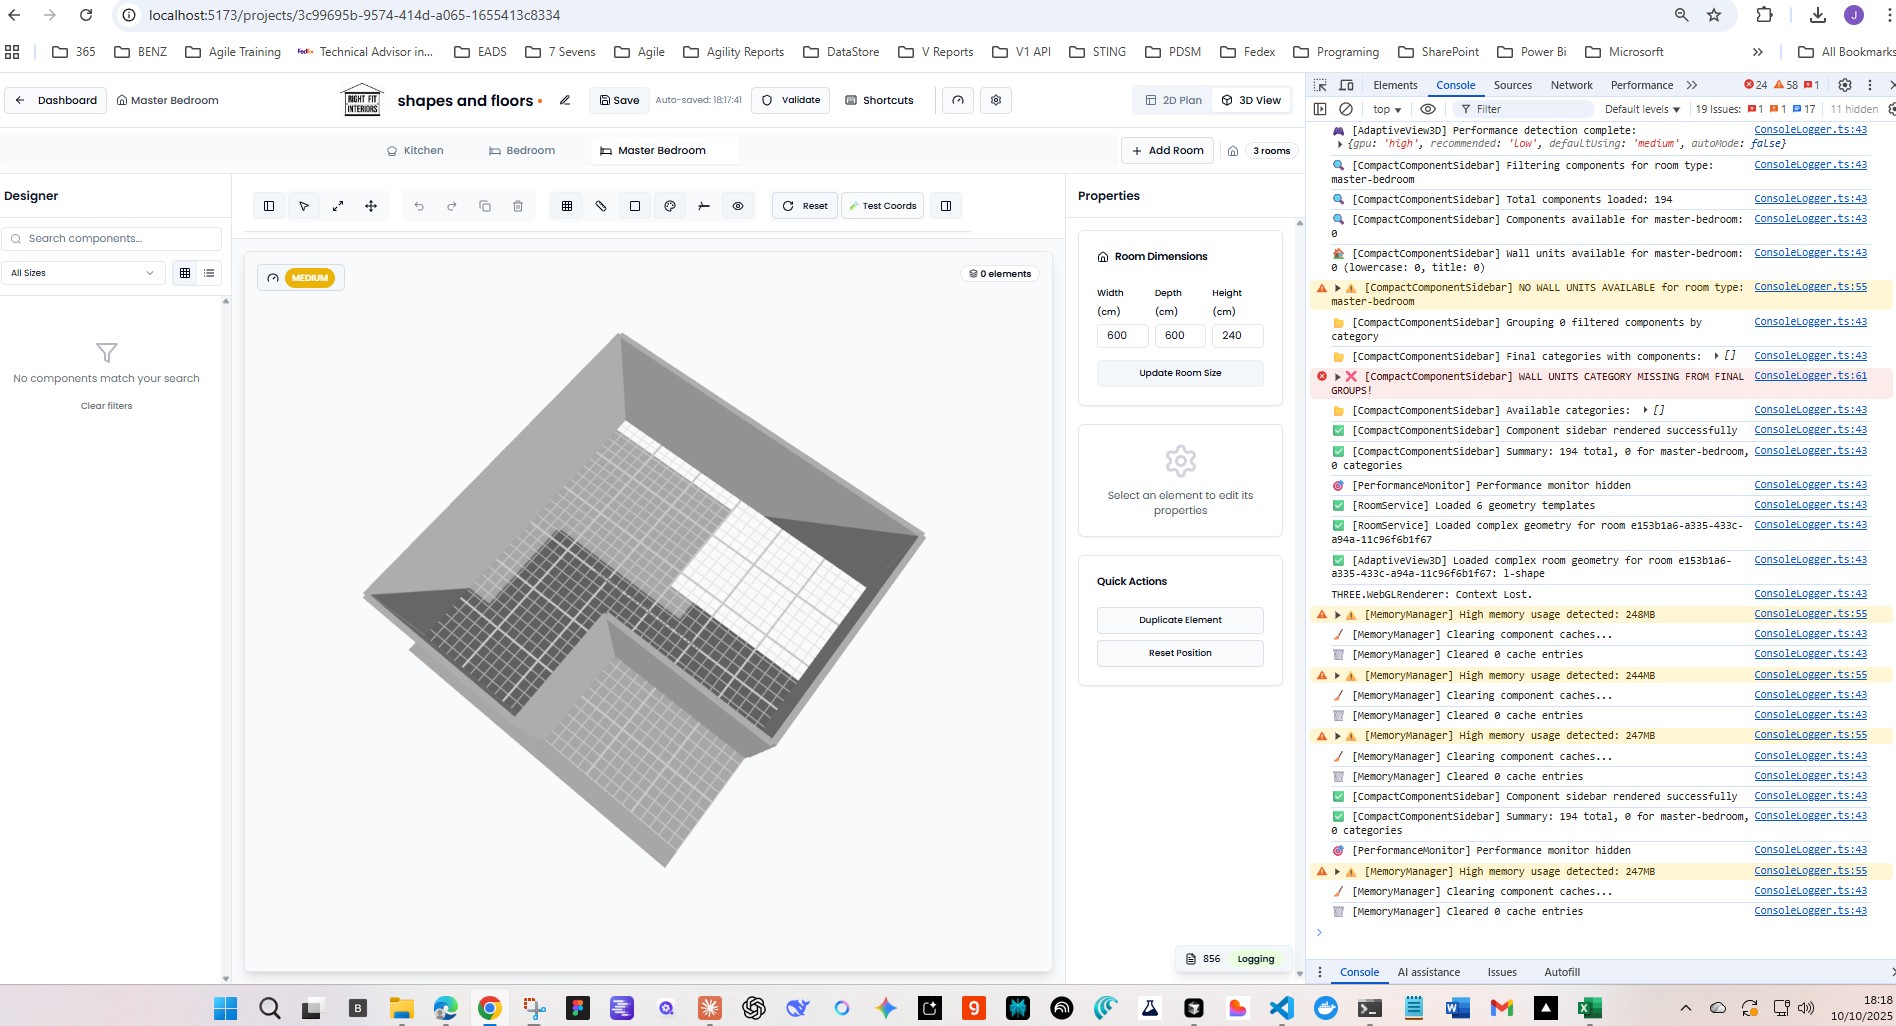 localhost:5173/projects/3c99695b-9574-414d-a065-1655413c8334
J
365
BENZ
Agile Training
FedEx
Technical Advisor in...
EADS
7 Sevens
Agile
Agility Reports
DataStore
V Reports
V1 API
STING
PDSM
Fedex
Programing
SharePoint
Power Bi
Microsorft
All Bookmarks
Dashboard
Master Bedroom
RIGHT FIT
INTERIORS
shapes and floors
Save
Auto-saved: 18:17:41
Validate
Shortcuts
2D Plan
3D View
Kitchen
Bedroom
Master Bedroom
Add Room
3 rooms
Designer
Search components...
All Sizes
No components match your search
Clear filters
Reset
Test Coords
MEDIUM
0 elements
Properties
Room Dimensions
Width (cm)
Depth (cm)
Height (cm)
600
600
240
Update Room Size
Select an element to edit its
properties
Quick Actions
Duplicate Element
Reset Position
856
Logging
Elements
Console
Sources
Network
Performance
24
58
1
top
Filter
Default levels
19 Issues:
1
1
17
11 hidden
[AdaptiveView3D] Performance detection complete: ConsoleLogger.ts:43
{gpu: 'high', recommended: 'low', defaultUsing: 'medium', autoMode: false}
[CompactComponentSidebar] Filtering components for room type: ConsoleLogger.ts:43
master-bedroom
[CompactComponentSidebar] Total components loaded: 194 ConsoleLogger.ts:43
[CompactComponentSidebar] Components available for master-bedroom: ConsoleLogger.ts:43
0
[CompactComponentSidebar] Wall units available for master-bedroom: ConsoleLogger.ts:43
0 (lowercase: 0, title: 0)
[CompactComponentSidebar] NO WALL UNITS AVAILABLE for room type: ConsoleLogger.ts:55
master-bedroom
[CompactComponentSidebar] Grouping 0 filtered components by ConsoleLogger.ts:43
category
[CompactComponentSidebar] Final categories with components: [] ConsoleLogger.ts:43
[CompactComponentSidebar] WALL UNITS CATEGORY MISSING FROM FINAL ConsoleLogger.ts:61
GROUPS!
[CompactComponentSidebar] Available categories: [] ConsoleLogger.ts:43
[CompactComponentSidebar] Component sidebar rendered successfully ConsoleLogger.ts:43
[CompactComponentSidebar] Summary: 194 total, 0 for master-bedroom, ConsoleLogger.ts:43
0 categories
[PerformanceMonitor] Performance monitor hidden ConsoleLogger.ts:43
[RoomService] Loaded 6 geometry templates ConsoleLogger.ts:43
[RoomService] Loaded complex geometry for room e153b1a6-a335-433c- ConsoleLogger.ts:43
a94a-11c96f6b1f67
[AdaptiveView3D] Loaded complex room geometry for room e153b1a6- ConsoleLogger.ts:43
a335-433c-a94a-11c96f6b1f67: l-shape
THREE.WebGLRenderer: Context Lost. ConsoleLogger.ts:43
[MemoryManager] High memory usage detected: 248MB ConsoleLogger.ts:55
[MemoryManager] Clearing component caches... ConsoleLogger.ts:43
[MemoryManager] Cleared 0 cache entries ConsoleLogger.ts:43
[MemoryManager] High memory usage detected: 244MB ConsoleLogger.ts:55
[MemoryManager] Clearing component caches... ConsoleLogger.ts:43
[MemoryManager] Cleared 0 cache entries ConsoleLogger.ts:43
[MemoryManager] High memory usage detected: 247MB ConsoleLogger.ts:55
[MemoryManager] Clearing component caches... ConsoleLogger.ts:43
[MemoryManager] Cleared 0 cache entries ConsoleLogger.ts:43
[CompactComponentSidebar] Component sidebar rendered successfully ConsoleLogger.ts:43
[CompactComponentSidebar] Summary: 194 total, 0 for master-bedroom, ConsoleLogger.ts:43
0 categories
[PerformanceMonitor] Performance monitor hidden ConsoleLogger.ts:43
[MemoryManager] High memory usage detected: 247MB ConsoleLogger.ts:55
[MemoryManager] Clearing component caches... ConsoleLogger.ts:43
[MemoryManager] Cleared 0 cache entries ConsoleLogger.ts:43
Console
AI assistance
Issues
Autofill
18:18
10/10/2025